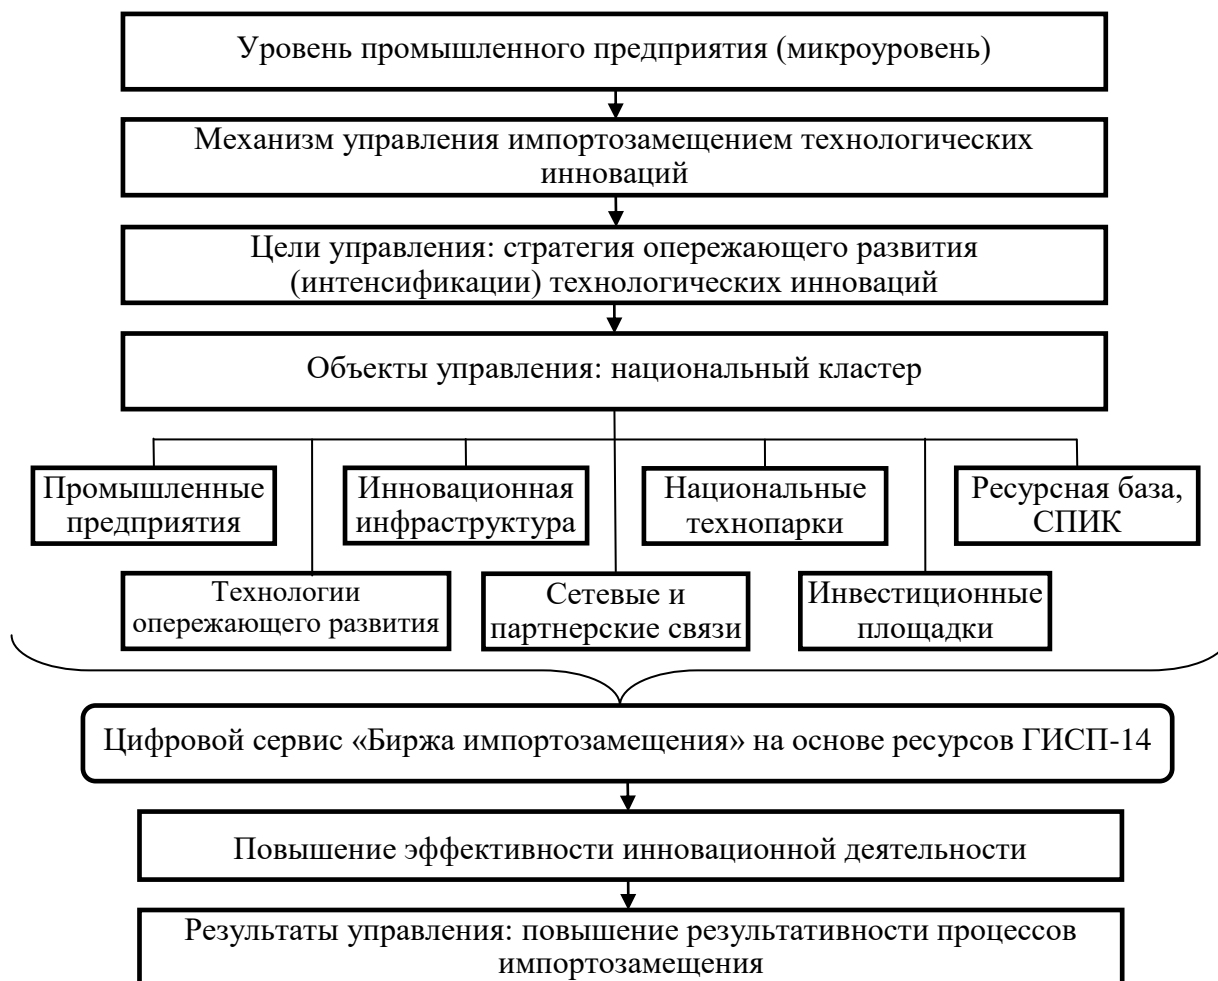 Уровень промышленного предприятия (микроуровень)
Механизм управления импортозамещением технологических
инноваций
Цели управления: стратегия опережающего развития
(интенсификации) технологических инноваций
Объекты управления: национальный кластер
Промышленные
предприятия
Инновационная
инфраструктура
Национальные
технопарки
Ресурсная база,
СПИК
Технологии
опережающего развития
Сетевые и
партнерские связи
Инвестиционные
площадки
Цифровой сервис «Биржа импортозамещения» на основе ресурсов ГИСП-14
Повышение эффективности инновационной деятельности
Результаты управления: повышение результативности процессов
импортозамещения